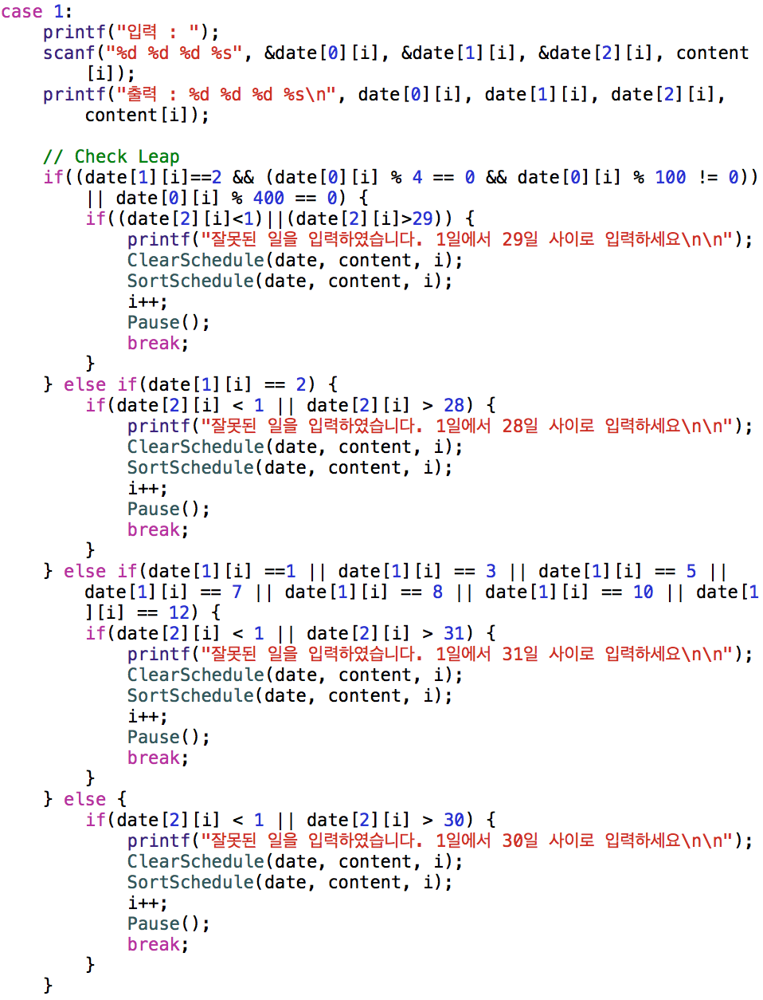 case 1:
    printf("입력 : ");
    scanf("%d %d %d %s", &date[0][i], &date[1][i], &date[2][i], content
        [i]);
    printf("출력 : %d %d %d %s\n", date[0][i], date[1][i], date[2][i],
        content[i]);

    // Check Leap
    if((date[1][i]==2 && (date[0][i] % 4 == 0 && date[0][i] % 100 != 0))
        || date[0][i] % 400 == 0) {
        if((date[2][i]<1)||(date[2][i]>29)) {
            printf("잘못된 일을 입력하였습니다. 1일에서 29일 사이로 입력하세요\n\n");
            ClearSchedule(date, content, i);
            SortSchedule(date, content, i);
            i++;
            Pause();
            break;
        }
    } else if(date[1][i] == 2) {
        if(date[2][i] < 1 || date[2][i] > 28) {
            printf("잘못된 일을 입력하였습니다. 1일에서 28일 사이로 입력하세요\n\n");
            ClearSchedule(date, content, i);
            SortSchedule(date, content, i);
            i++;
            Pause();
            break;
        }
    } else if(date[1][i] ==1 || date[1][i] == 3 || date[1][i] == 5 ||
        date[1][i] == 7 || date[1][i] == 8 || date[1][i] == 10 || date[1
        ][i] == 12) {
        if(date[2][i] < 1 || date[2][i] > 31) {
            printf("잘못된 일을 입력하였습니다. 1일에서 31일 사이로 입력하세요\n\n");
            ClearSchedule(date, content, i);
            SortSchedule(date, content, i);
            i++;
            Pause();
            break;
        }
    } else {
        if(date[2][i] < 1 || date[2][i] > 30) {
            printf("잘못된 일을 입력하였습니다. 1일에서 30일 사이로 입력하세요\n\n");
            ClearSchedule(date, content, i);
            SortSchedule(date, content, i);
            i++;
            Pause();
            break;
        }
    }